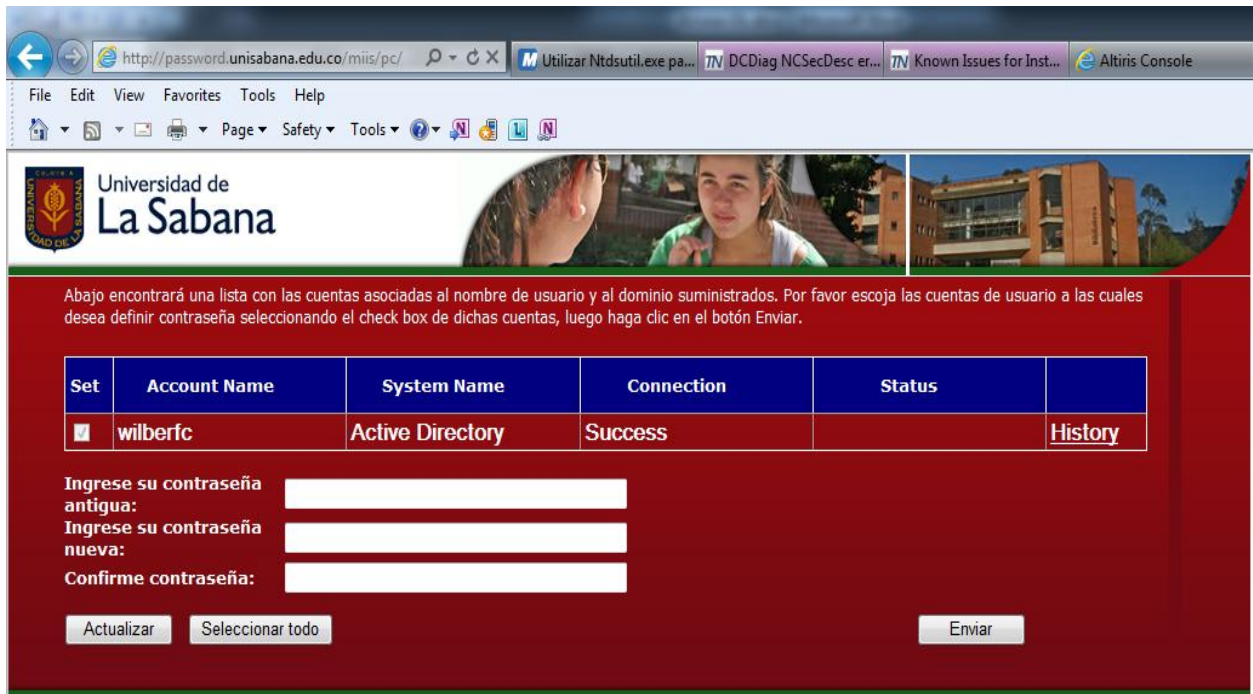 http://password.unisabana.edu.co/miis/pc/
Utilizar Ntdsutil.exe pa...
DCDiag NCSecDesc er...
Known Issues for Inst...
Altiris Console
File Edit View Favorites Tools Help
Page Safety Tools
Universidad de
La Sabana
Abajo encontrará una lista con las cuentas asociadas al nombre de usuario y al dominio suministrados. Por favor escoja las cuentas de usuario a las cuales
desea definir contraseña seleccionando el check box de dichas cuentas, luego haga clic en el botón Enviar.
Set Account Name System Name Connection Status
wilberfc Active Directory Success History
Ingrese su contraseña
antigua:
Ingrese su contraseña
nueva:
Confirme contraseña:
Actualizar Seleccionar todo Enviar